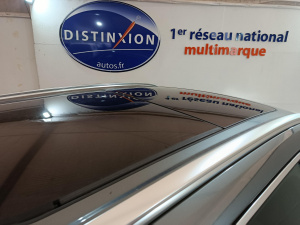 DISTINXION
autos.fr
1er réseau national
multimarque